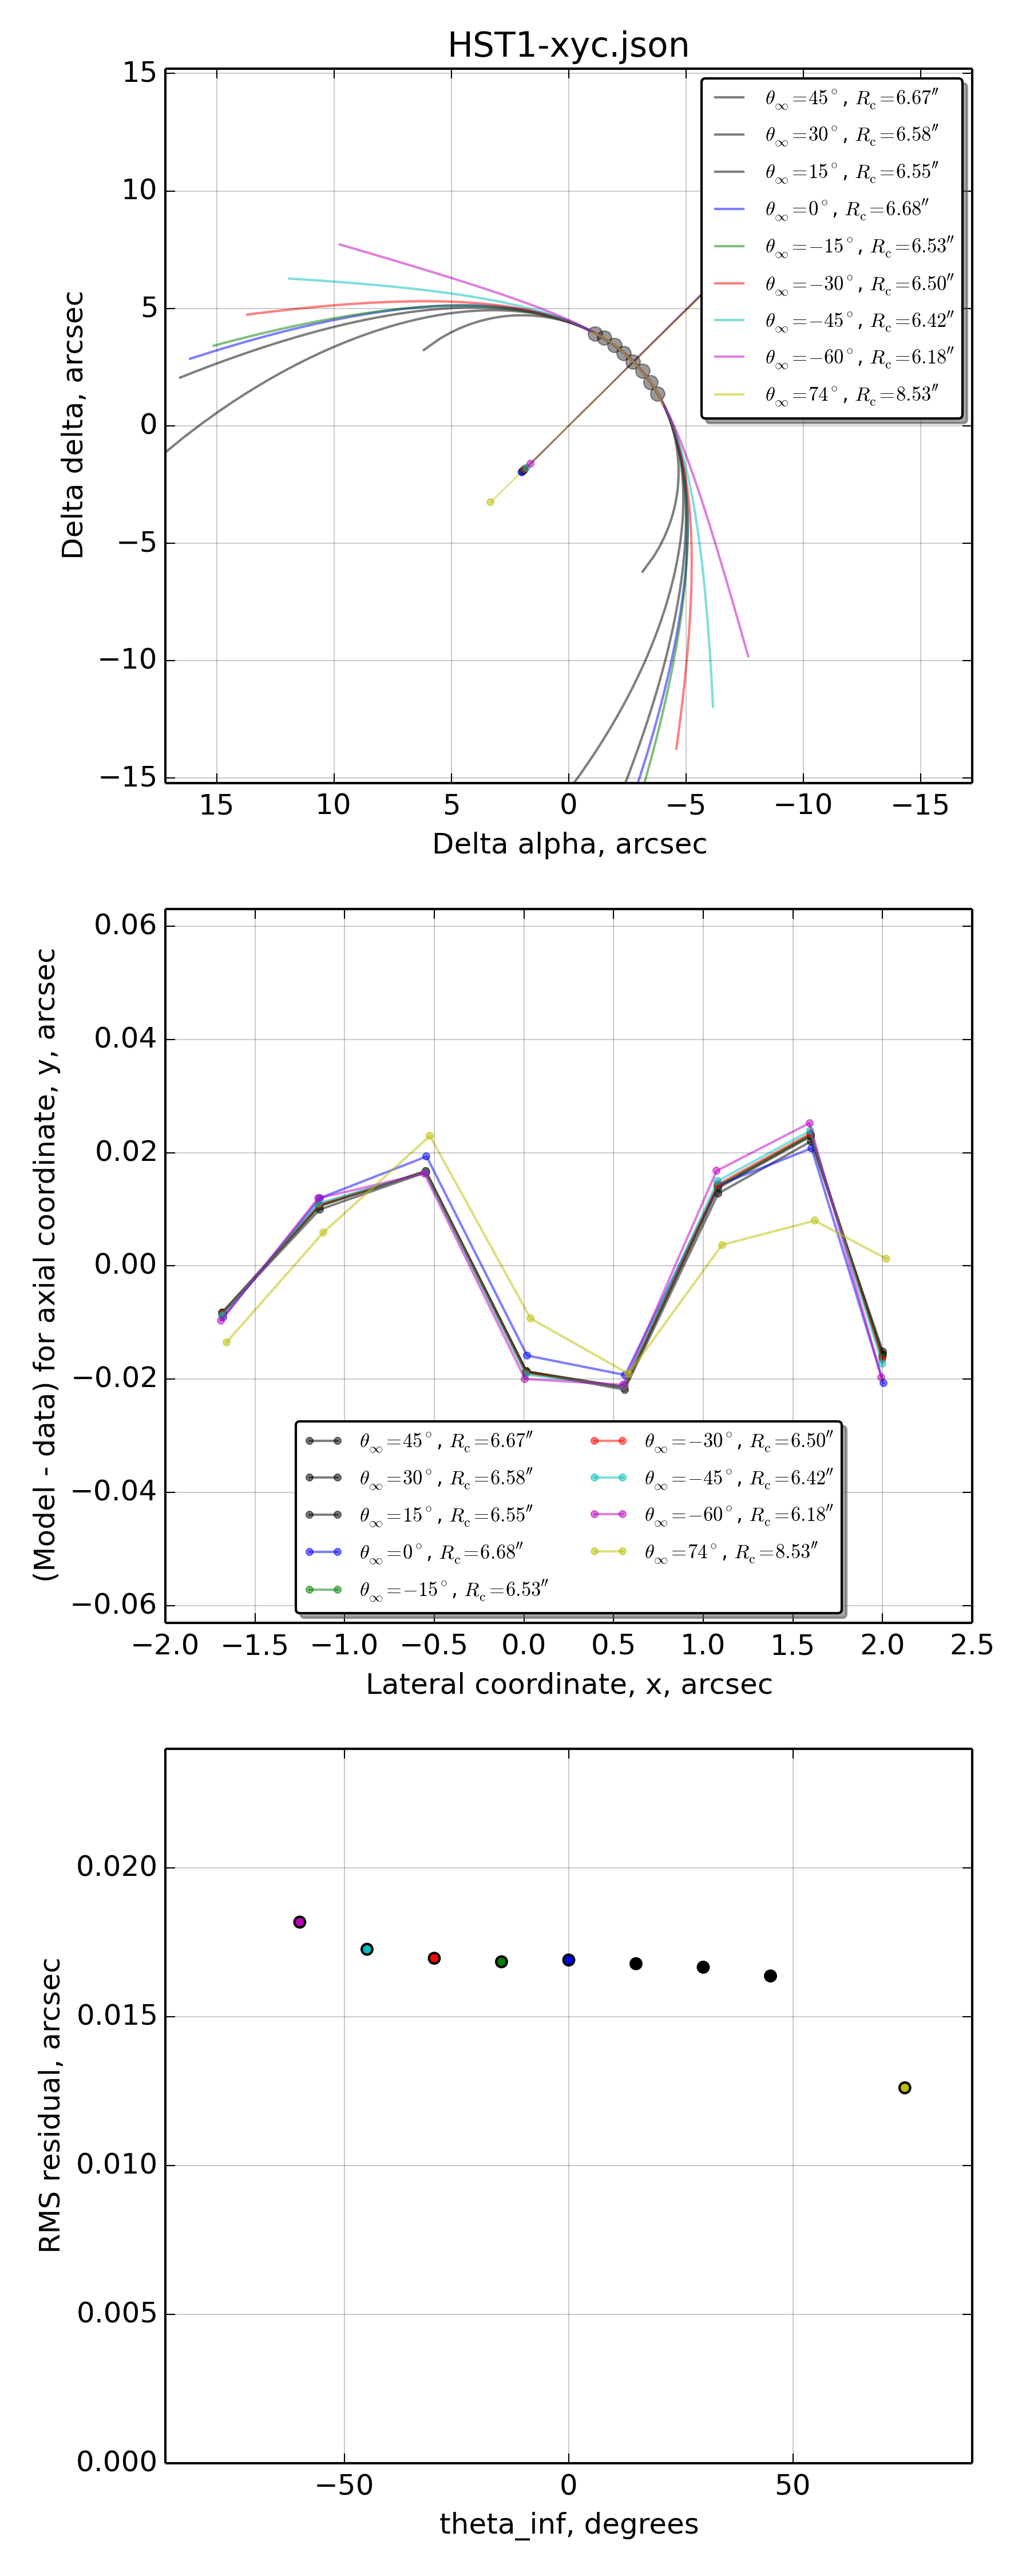 HST1-xyc.json
15
10
5
0
−5
−10
−15
Delta delta, arcsec
θ∞=45°, Rc=6.67″
θ∞=30°, Rc=6.58″
θ∞=15°, Rc=6.55″
θ∞=0°, Rc=6.68″
θ∞=−15°, Rc=6.53″
θ∞=−30°, Rc=6.50″
θ∞=−45°, Rc=6.42″
θ∞=−60°, Rc=6.18″
θ∞=74°, Rc=8.53″
15 10 5 0 −5 −10 −15
Delta alpha, arcsec
0.06
0.04
0.02
0.00
−0.02
−0.04
−0.06
(Model - data) for axial coordinate, y, arcsec
θ∞=45°, Rc=6.67″
θ∞=30°, Rc=6.58″
θ∞=15°, Rc=6.55″
θ∞=0°, Rc=6.68″
θ∞=−15°, Rc=6.53″
θ∞=−30°, Rc=6.50″
θ∞=−45°, Rc=6.42″
θ∞=−60°, Rc=6.18″
θ∞=74°, Rc=8.53″
−2.0 −1.5 −1.0 −0.5 0.0 0.5 1.0 1.5 2.0 2.5
Lateral coordinate, x, arcsec
0.020
0.015
0.010
0.005
0.000
RMS residual, arcsec
−50 0 50
theta_inf, degrees